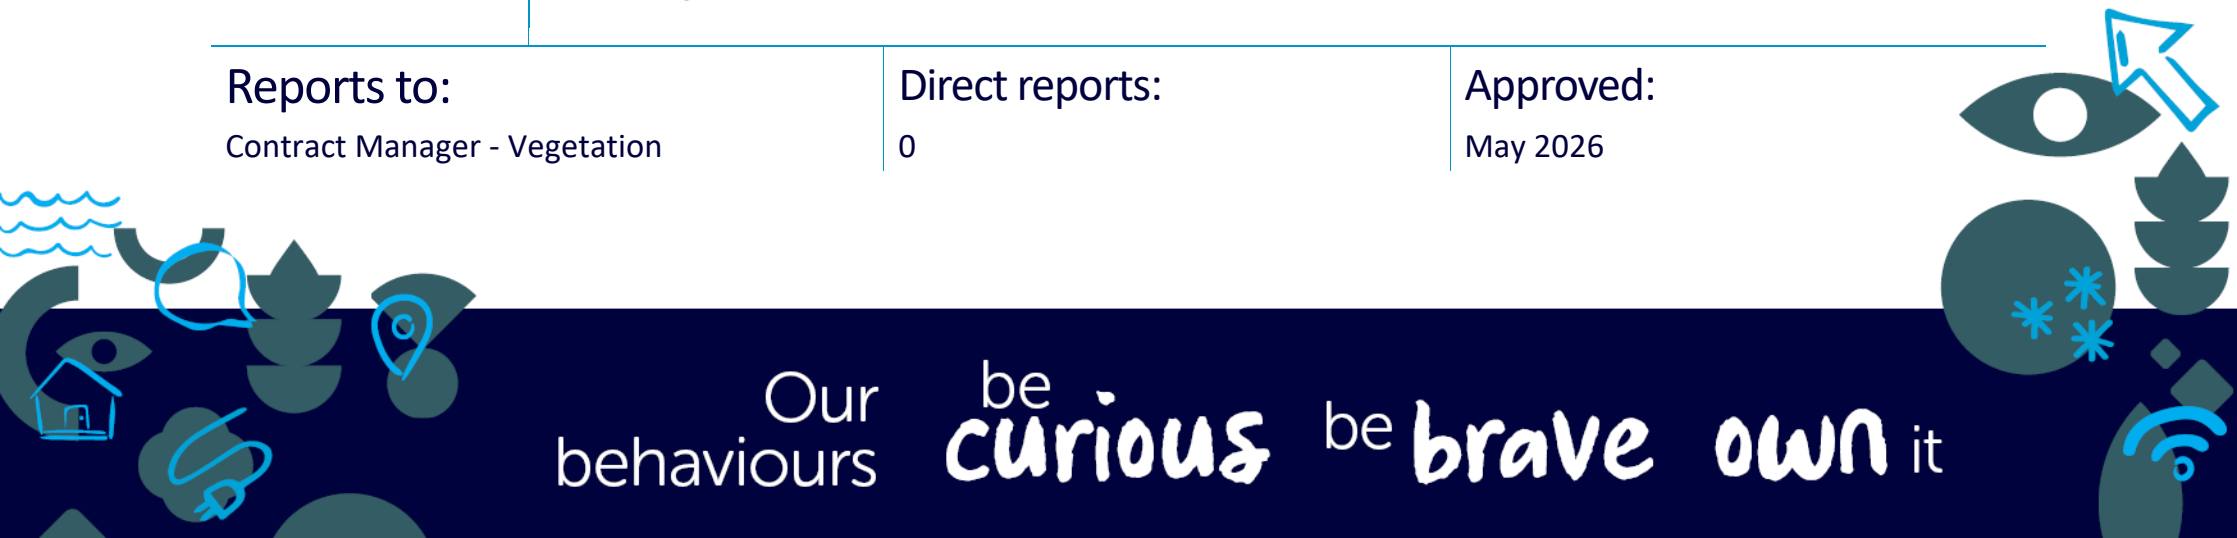 Reports to:
Contract Manager - Vegetation
Direct reports:
0
Approved:
May 2026
Our
behaviours
be
curious
be brave
own it